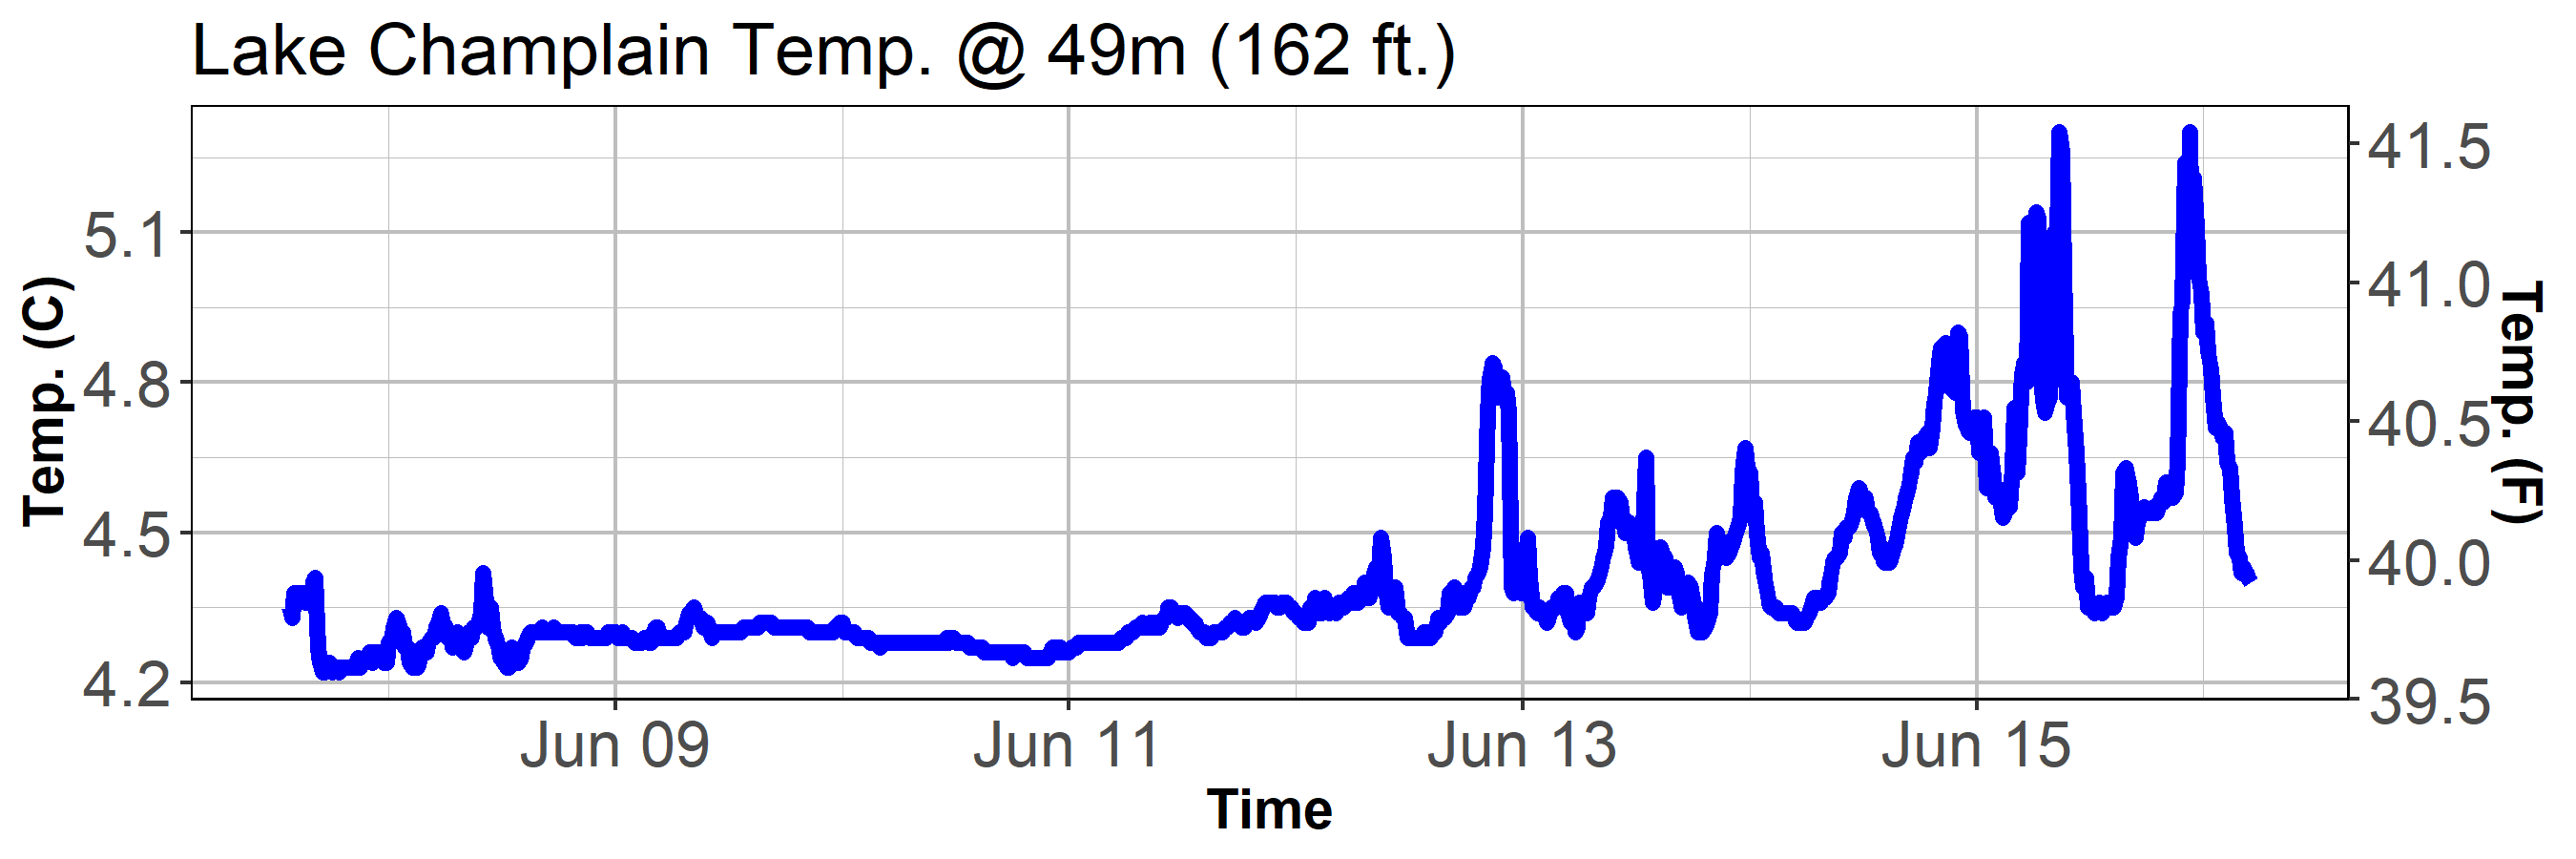 Lake Champlain Temp. @ 49m (162 ft.)
Temp. (C)
5.1
4.8
4.5
4.2
41.5
41.0
40.5
40.0
39.5
Temp. (F)
Jun 09
Jun 11
Jun 13
Jun 15
Time